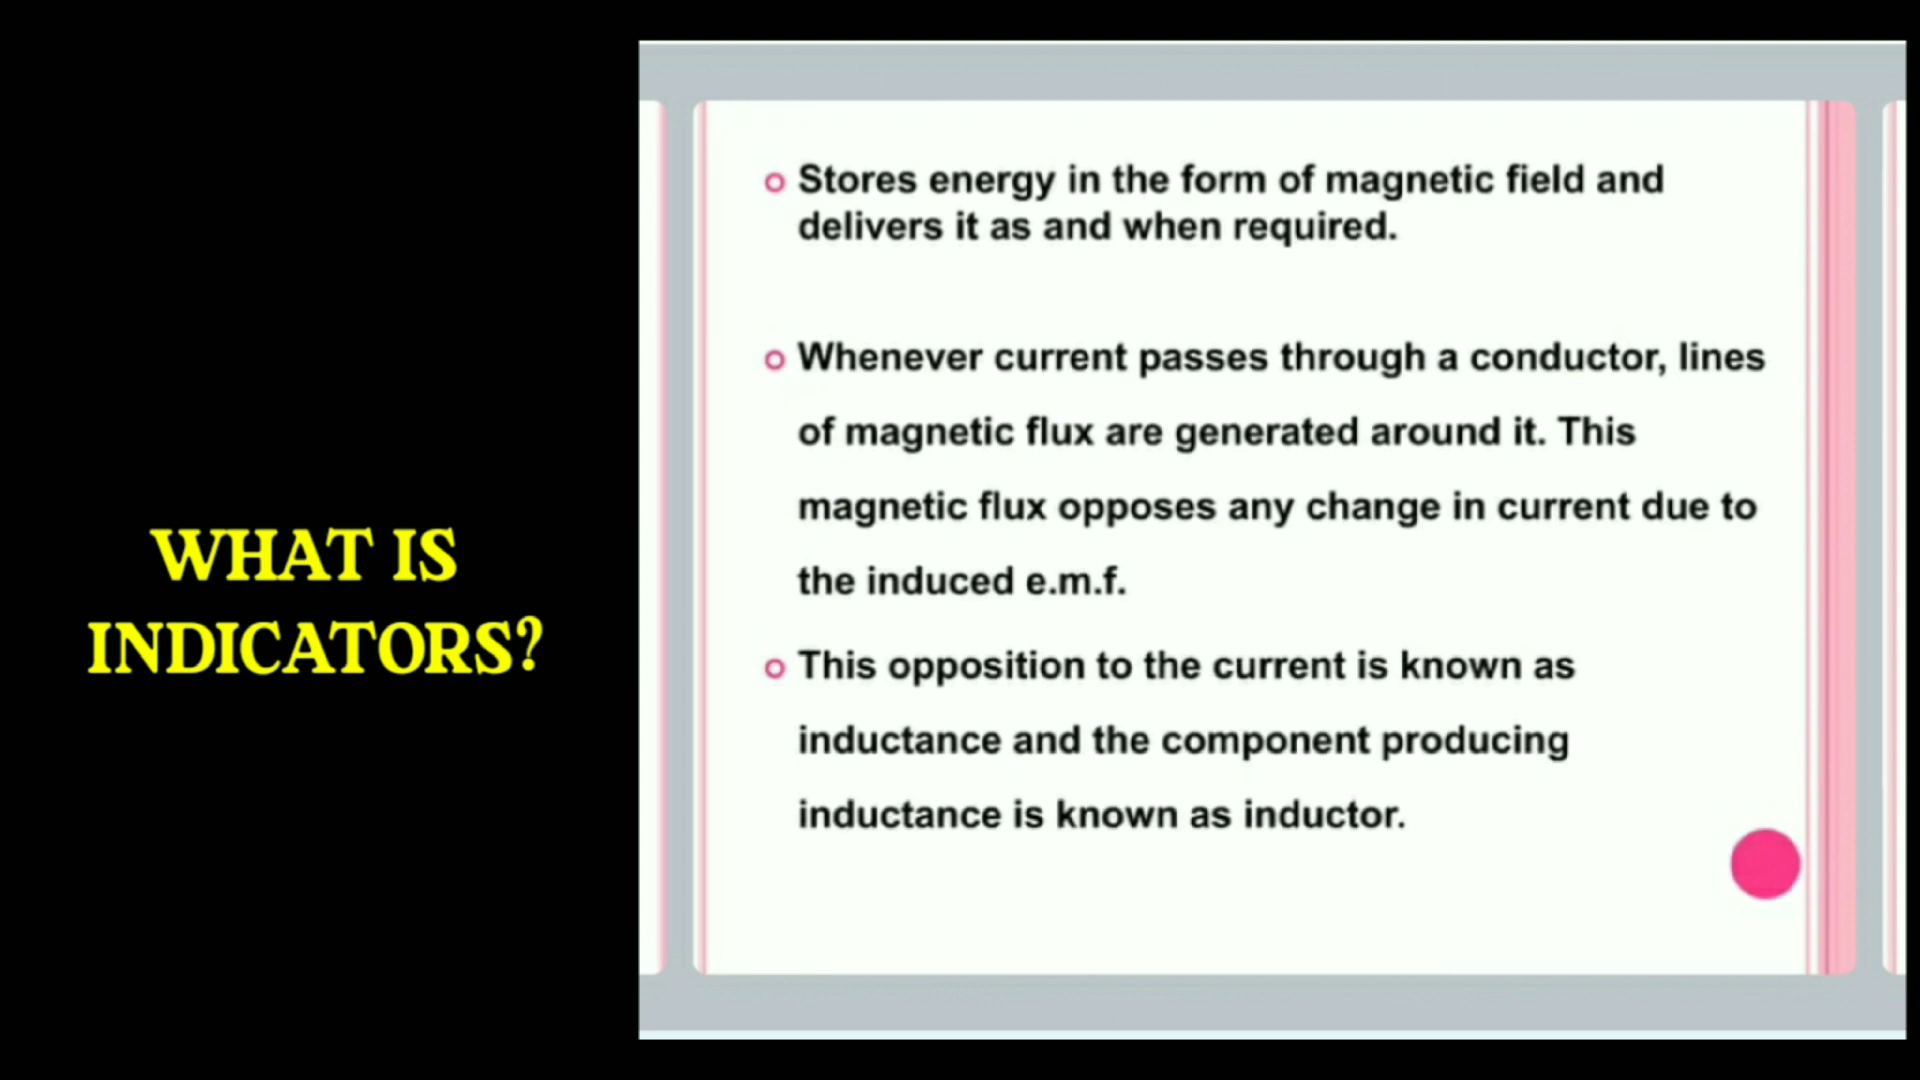 WHAT IS
INDICATORS?
Stores energy in the form of magnetic field and
delivers it as and when required.
Whenever current passes through a conductor, lines
of magnetic flux are generated around it. This
magnetic flux opposes any change in current due to
the induced e.m.f.
This opposition to the current is known as
inductance and the component producing
inductance is known as inductor.